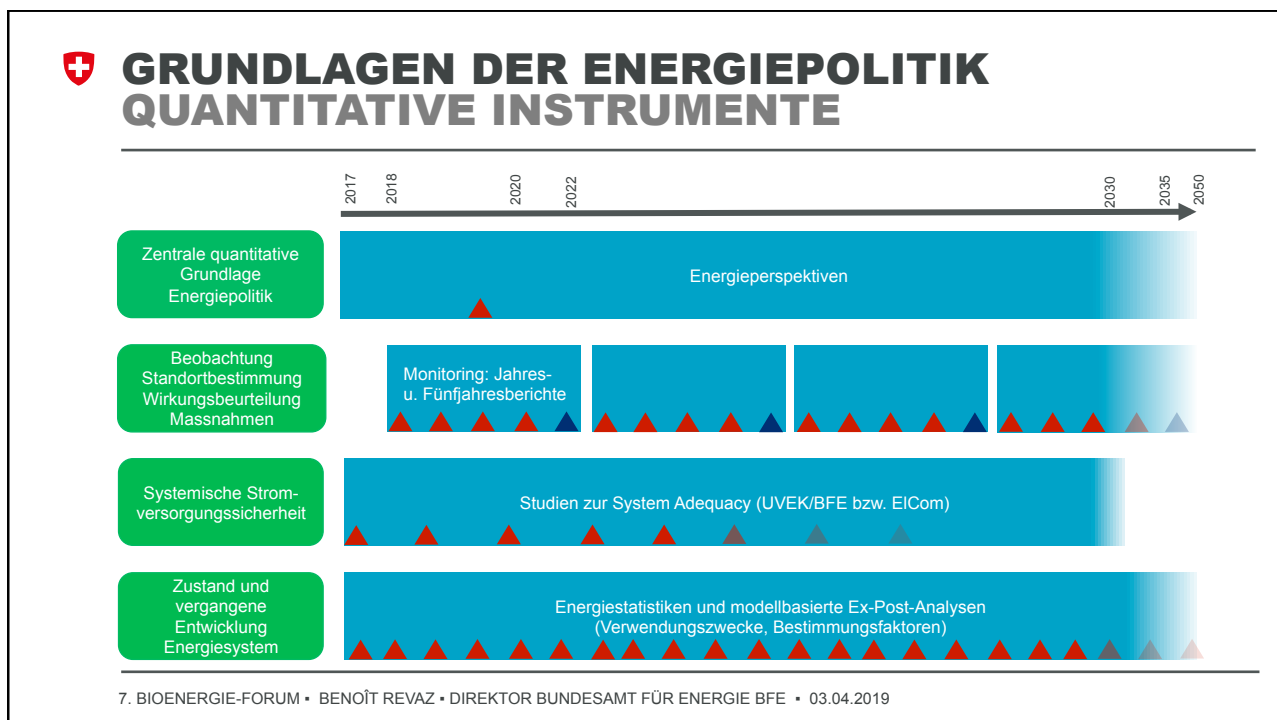 GRUNDLAGEN DER ENERGIEPOLITIK
QUANTITATIVE INSTRUMENTE
2017
2018
2020
2022
2030
2035
2050
Zentrale quantitative
Grundlage
Energiepolitik
Energieperspektiven
Beobachtung
Standortbestimmung
Wirkungsbeurteilung
Massnahmen
Monitoring: Jahres-
u. Fünfjahresberichte
Systemische Strom-
versorgungssicherheit
Studien zur System Adequacy (UVEK/BFE bzw. ElCom)
Zustand und
vergangene
Entwicklung
Energiesystem
Energiestatistiken und modellbasierte Ex-Post-Analysen
(Verwendungszwecke, Bestimmungsfaktoren)
7. BIOENERGIE-FORUM ▪ BENOÎT REVAZ ▪ DIREKTOR BUNDESAMT FÜR ENERGIE BFE ▪ 03.04.2019